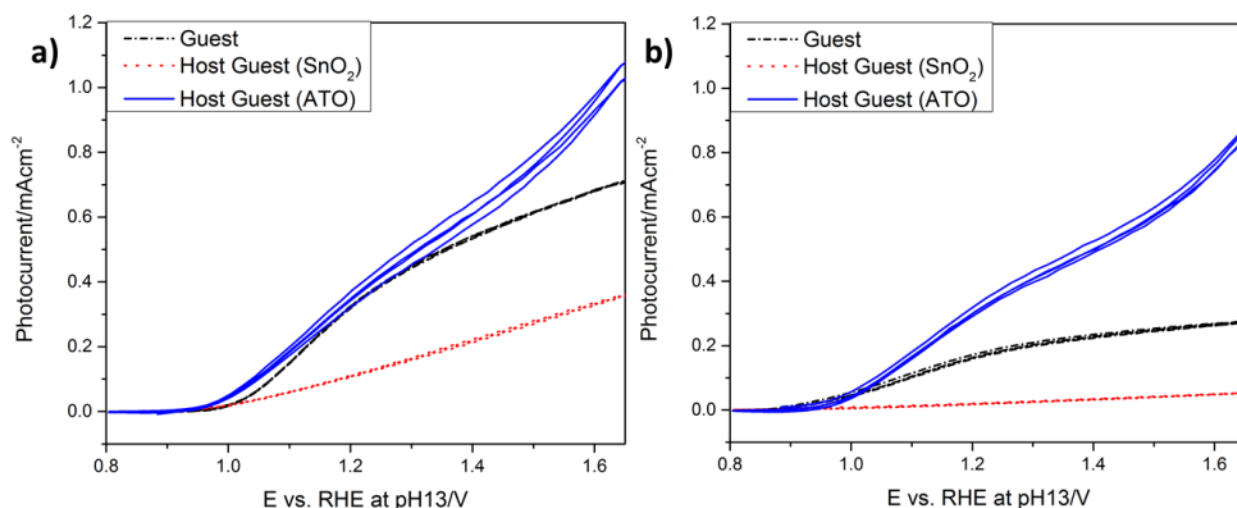 a)
Guest
Host Guest (SnO₂)
Host Guest (ATO)
Photocurrent/mAcm⁻²
1.2
1.0
0.8
0.6
0.4
0.2
0.0
0.8 1.0 1.2 1.4 1.6
E vs. RHE at pH13/V
b)
Guest
Host Guest (SnO₂)
Host Guest (ATO)
Photocurrent/mAcm⁻²
1.2
1.0
0.8
0.6
0.4
0.2
0.0
0.8 1.0 1.2 1.4 1.6
E vs. RHE at pH13/V